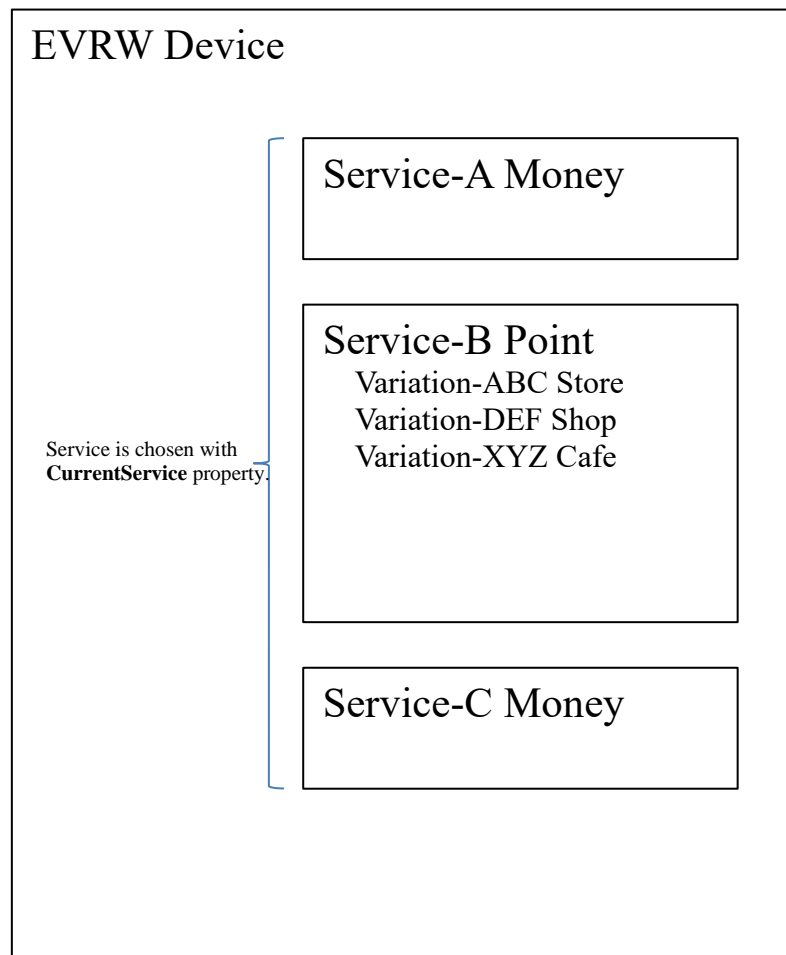 EVRW Device
Service-A Money
Service-B Point
Variation-ABC Store
Variation-DEF Shop
Variation-XYZ Cafe
Service is chosen with
CurrentService property.
Service-C Money